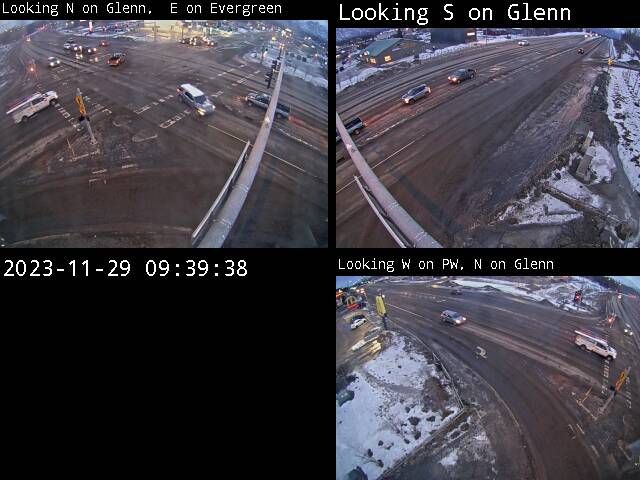 Looking N on Glenn, E on Evergreen
Looking S on Glenn
2023-11-29 09:39:38
Looking W on PW, N on Glenn